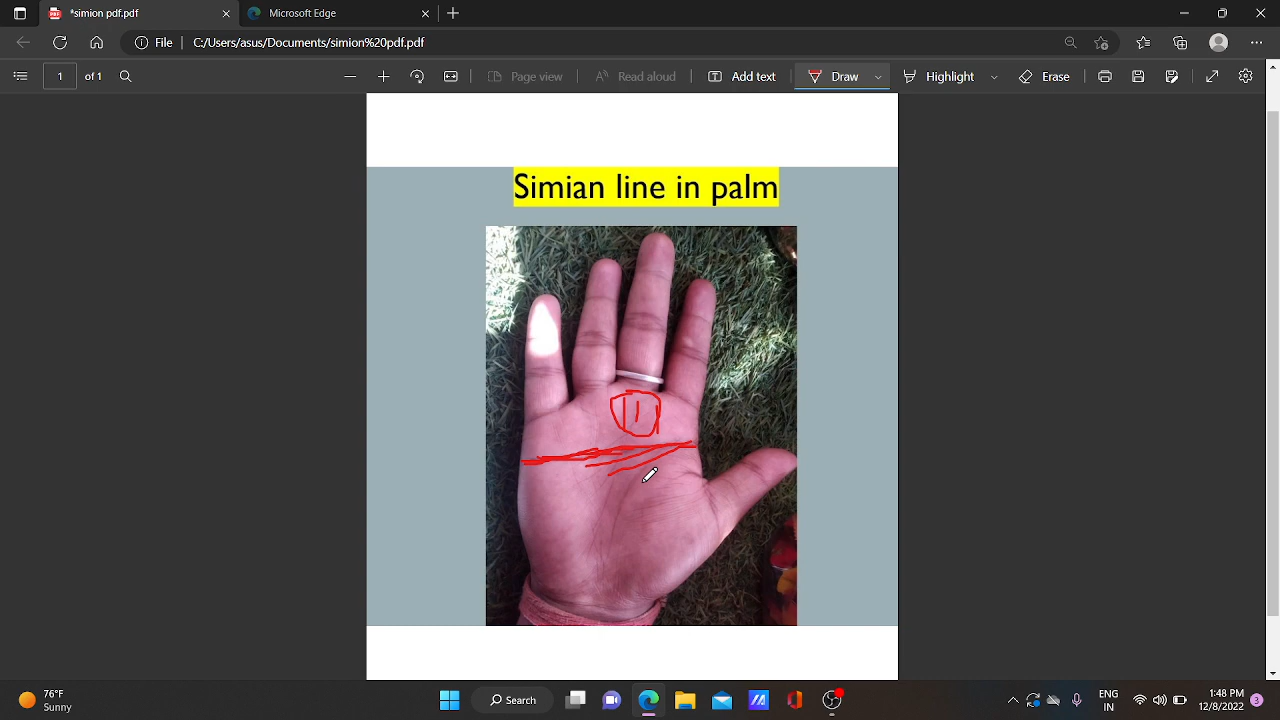 *simion pdf.pdf
Microsoft Edge
File
C:/Users/asus/Documents/simion%20pdf.pdf
1 of 1
Page view
Read aloud
Add text
Draw
Highlight
Erase
Simian line in palm
76°F
Sunny
Search
ENG
IN
1:48 PM
12/8/2022
3